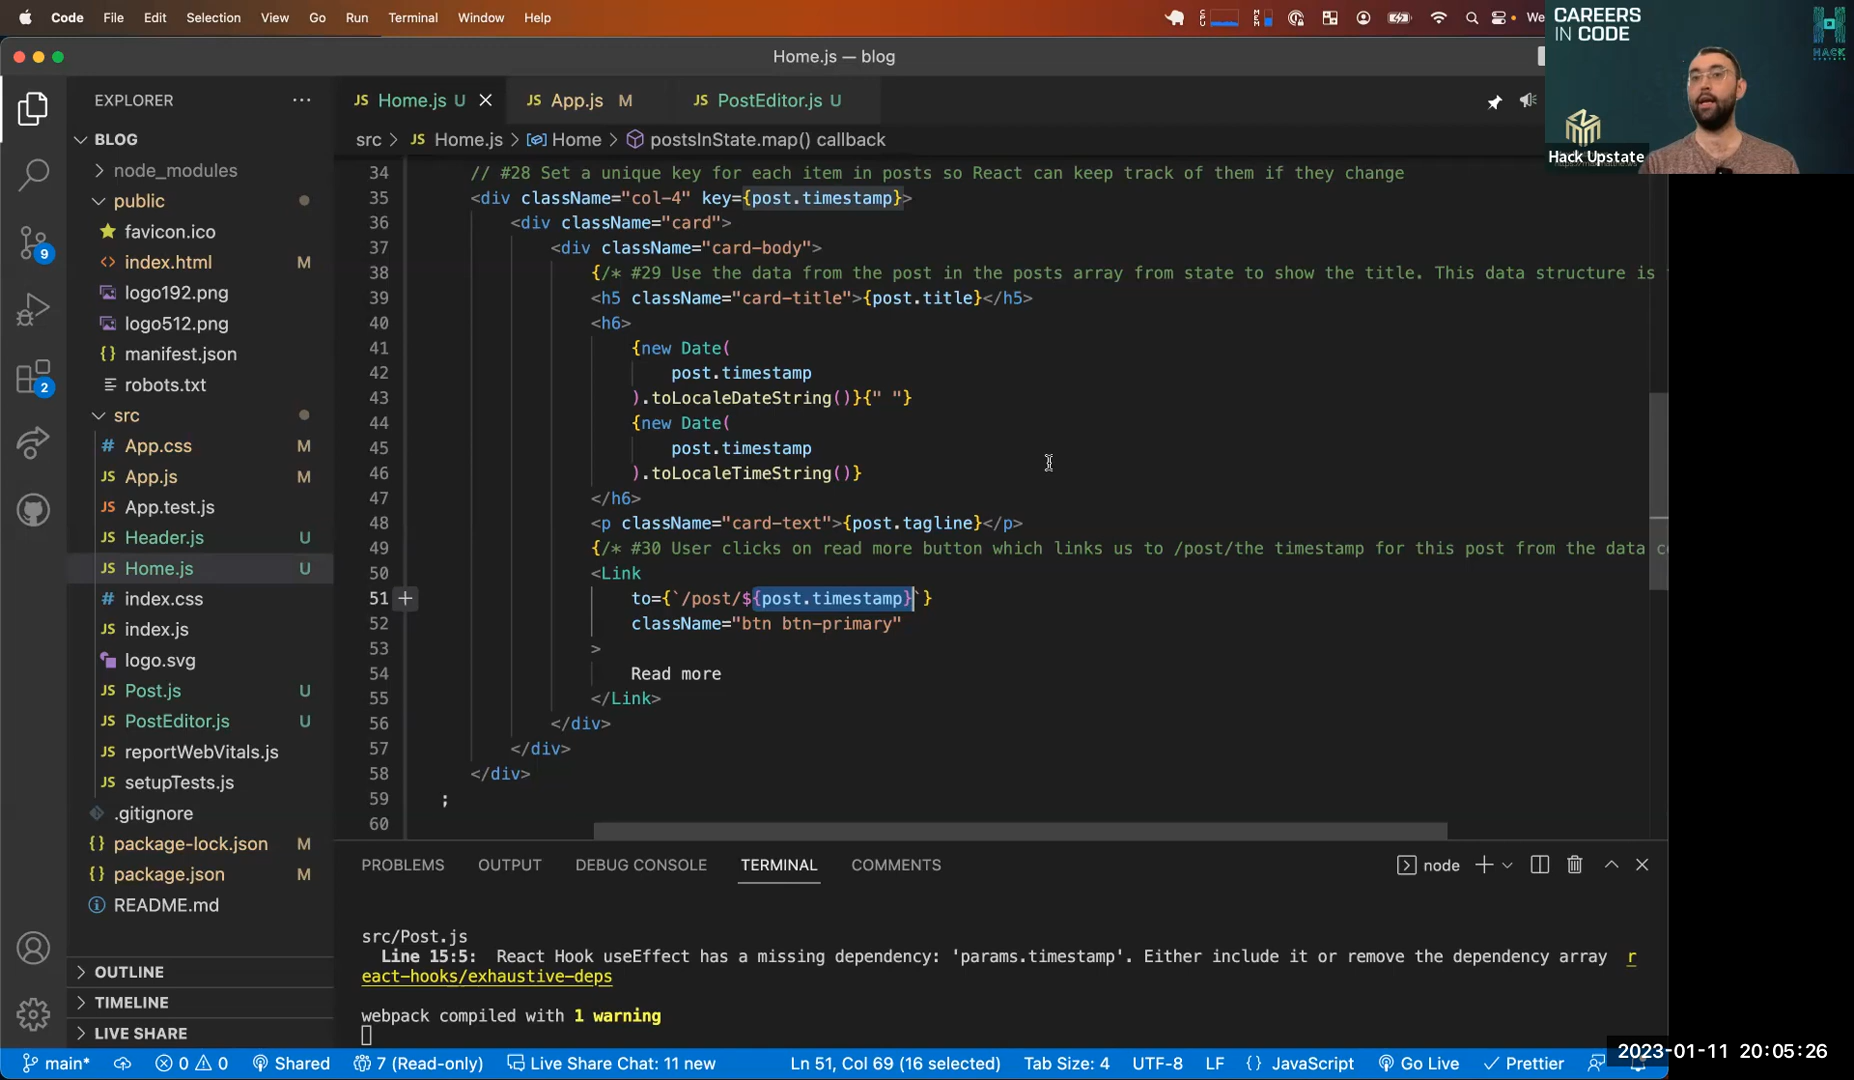 Code File Edit Selection View Go Run Terminal Window Help
CPU
MEM
We
CAREERS
IN CODE
HACK
UPSTATE
Hack Upstate
Home.js — blog
EXPLORER
BLOG
node_modules
public
favicon.ico
index.html M
logo192.png
logo512.png
manifest.json
robots.txt
src
App.css M
App.js M
App.test.js
Header.js U
Home.js U
index.css
index.js
logo.svg
Post.js U
PostEditor.js U
reportWebVitals.js
setupTests.js
.gitignore
package-lock.json M
package.json M
README.md
OUTLINE
TIMELINE
LIVE SHARE
9
2
JS Home.js U JS App.js M JS PostEditor.js U
src > JS Home.js > Home > postsInState.map() callback
34 // #28 Set a unique key for each item in posts so React can keep track of them if they change
35 <div className="col-4" key={post.timestamp}>
36 <div className="card">
37 <div className="card-body">
38 {/* #29 Use the data from the post in the posts array from state to show the title. This data structure is
39 <h5 className="card-title">{post.title}</h5>
40 <h6>
41 {new Date(
42 post.timestamp
43 ).toLocaleDateString()}{" "}
44 {new Date(
45 post.timestamp
46 ).toLocaleTimeString()}
47 </h6>
48 <p className="card-text">{post.tagline}</p>
49 {/* #30 User clicks on read more button which links us to /post/the timestamp for this post from the data
50 <Link
51 to={`/post/${post.timestamp}`}
52 className="btn btn-primary"
53 >
54 Read more
55 </Link>
56 </div>
57 </div>
58 </div>
59 ;
60
PROBLEMS OUTPUT DEBUG CONSOLE TERMINAL COMMENTS
node
src/Post.js
Line 15:5: React Hook useEffect has a missing dependency: 'params.timestamp'. Either include it or remove the dependency array r
eact-hooks/exhaustive-deps
webpack compiled with 1 warning
main* 0 0 Shared 7 (Read-only) Live Share Chat: 11 new Ln 51, Col 69 (16 selected) Tab Size: 4 UTF-8 LF {} JavaScript Go Live Prettier
2023-01-11 20:05:26